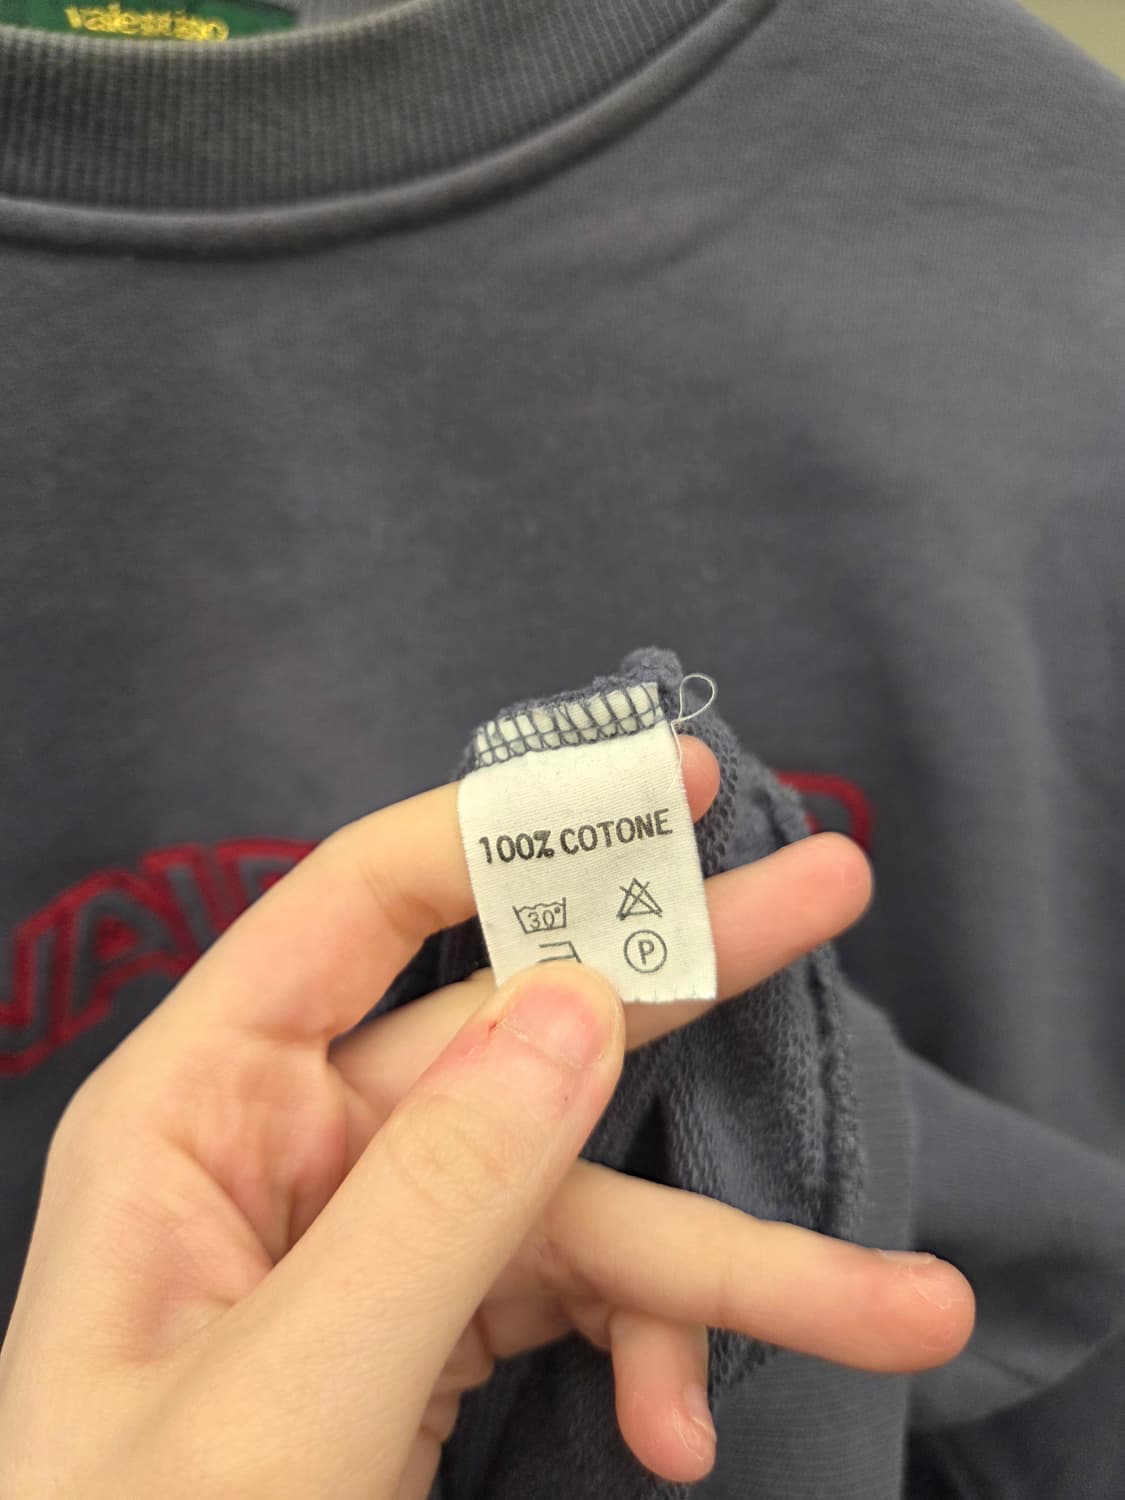 valentino
100% COTONE
30°
P